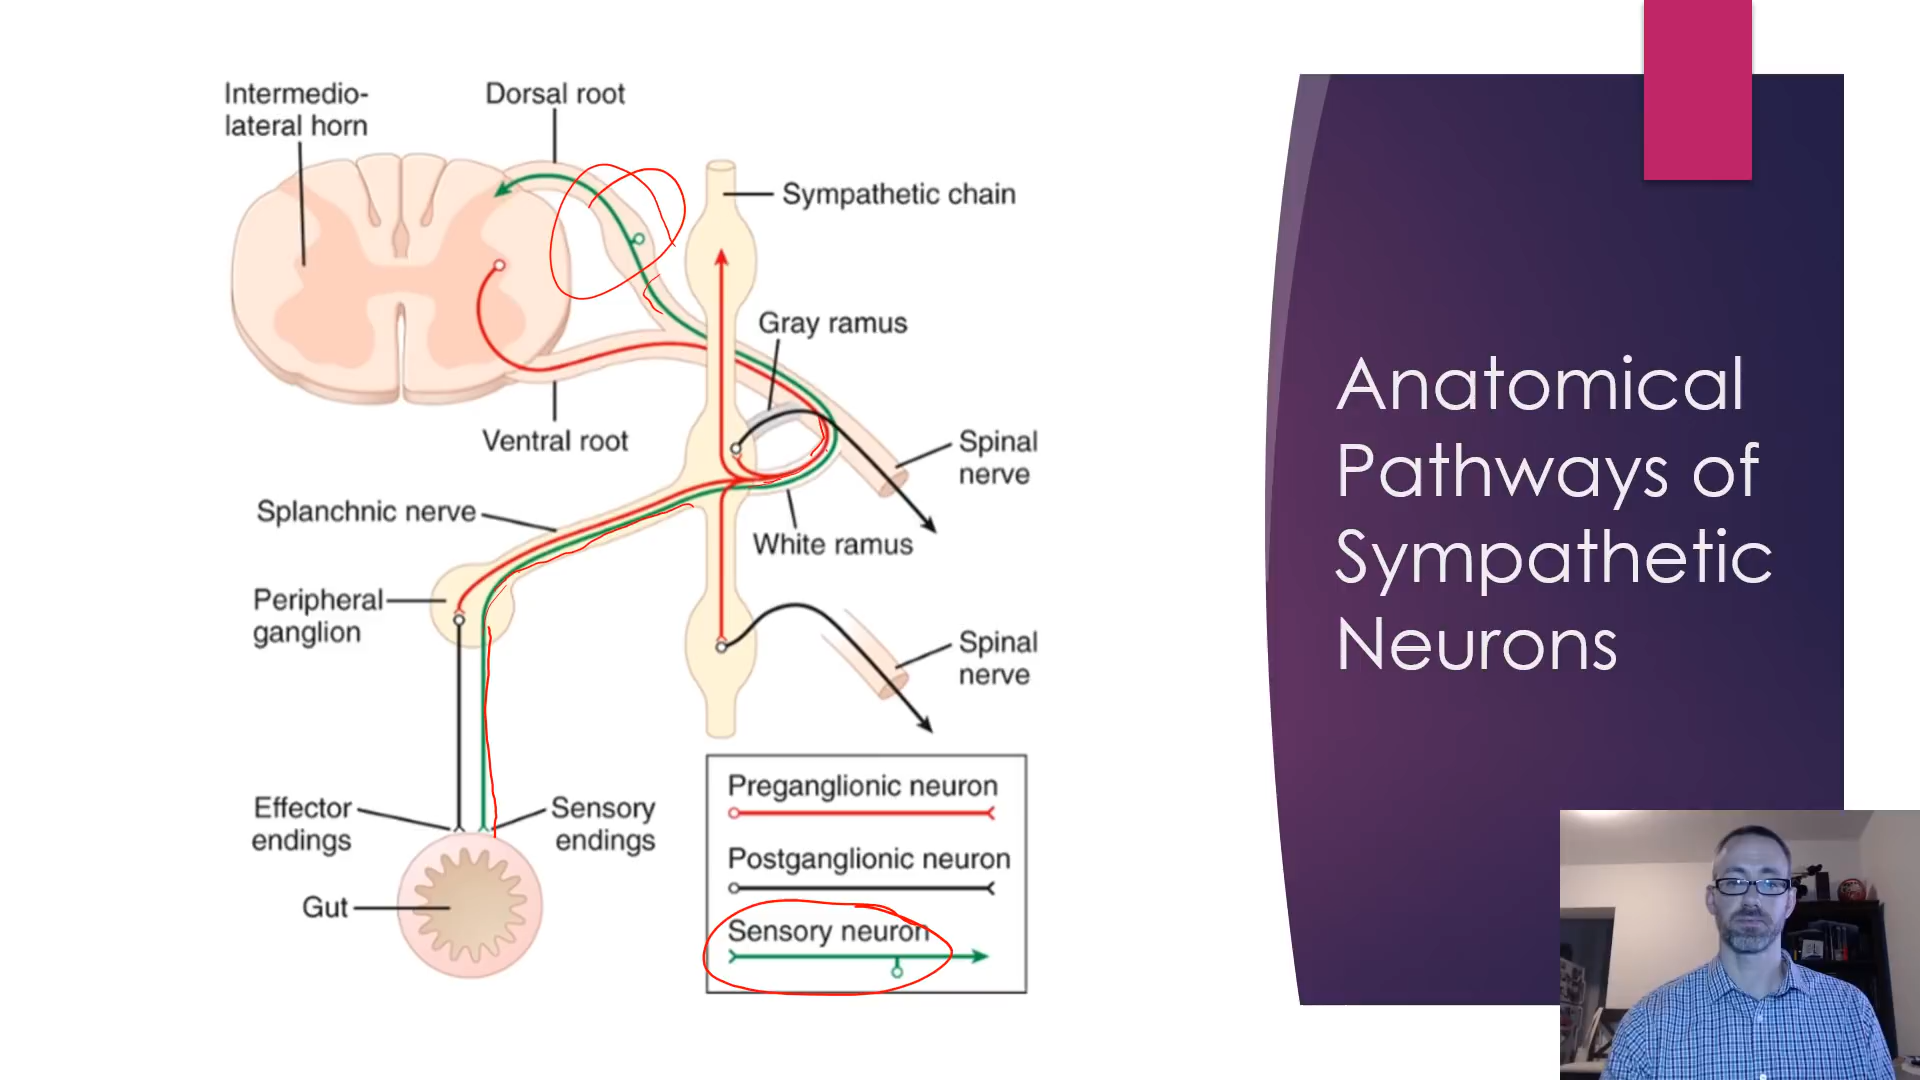 Intermedio-
lateral horn
Dorsal root
Sympathetic chain
Gray ramus
Ventral root
Spinal
nerve
Splanchnic nerve
White ramus
Peripheral
ganglion
Spinal
nerve
Effector
endings
Sensory
endings
Gut
Preganglionic neuron
Postganglionic neuron
Sensory neuron
Anatomical
Pathways of
Sympathetic
Neurons